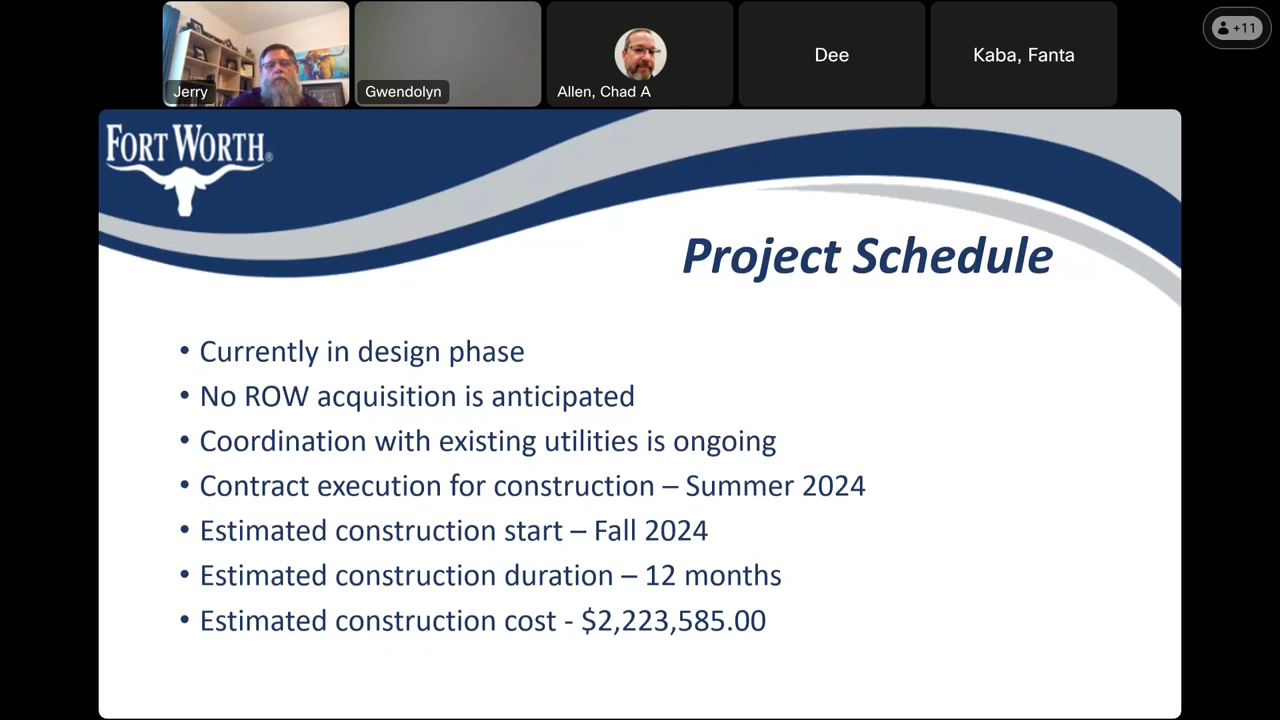 Jerry
Gwendolyn
Allen, Chad A
Dee
Kaba, Fanta
+11
FORT WORTH®
Project Schedule
• Currently in design phase
• No ROW acquisition is anticipated
• Coordination with existing utilities is ongoing
• Contract execution for construction – Summer 2024
• Estimated construction start – Fall 2024
• Estimated construction duration – 12 months
• Estimated construction cost - $2,223,585.00